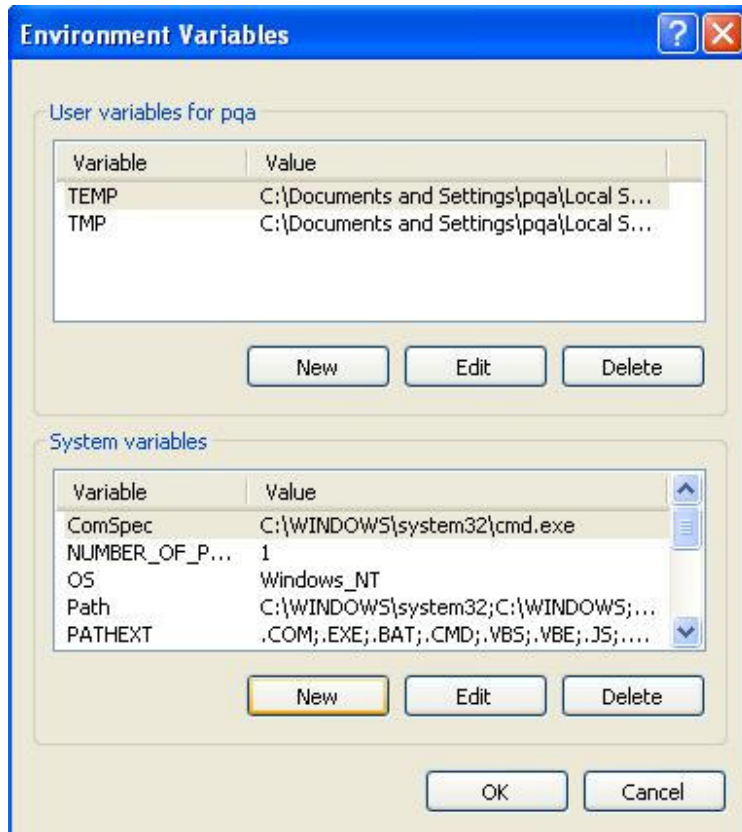 Environment Variables
User variables for pqa
Variable Value
TEMP C:\Documents and Settings\pqa\Local S...
TMP C:\Documents and Settings\pqa\Local S...
New Edit Delete
System variables
Variable Value
ComSpec C:\WINDOWS\system32\cmd.exe
NUMBER_OF_P... 1
OS Windows_NT
Path C:\WINDOWS\system32;C:\WINDOWS;...
PATHEXT .COM;.EXE;.BAT;.CMD;.VBS;.VBE;.JS;....
New Edit Delete
OK Cancel